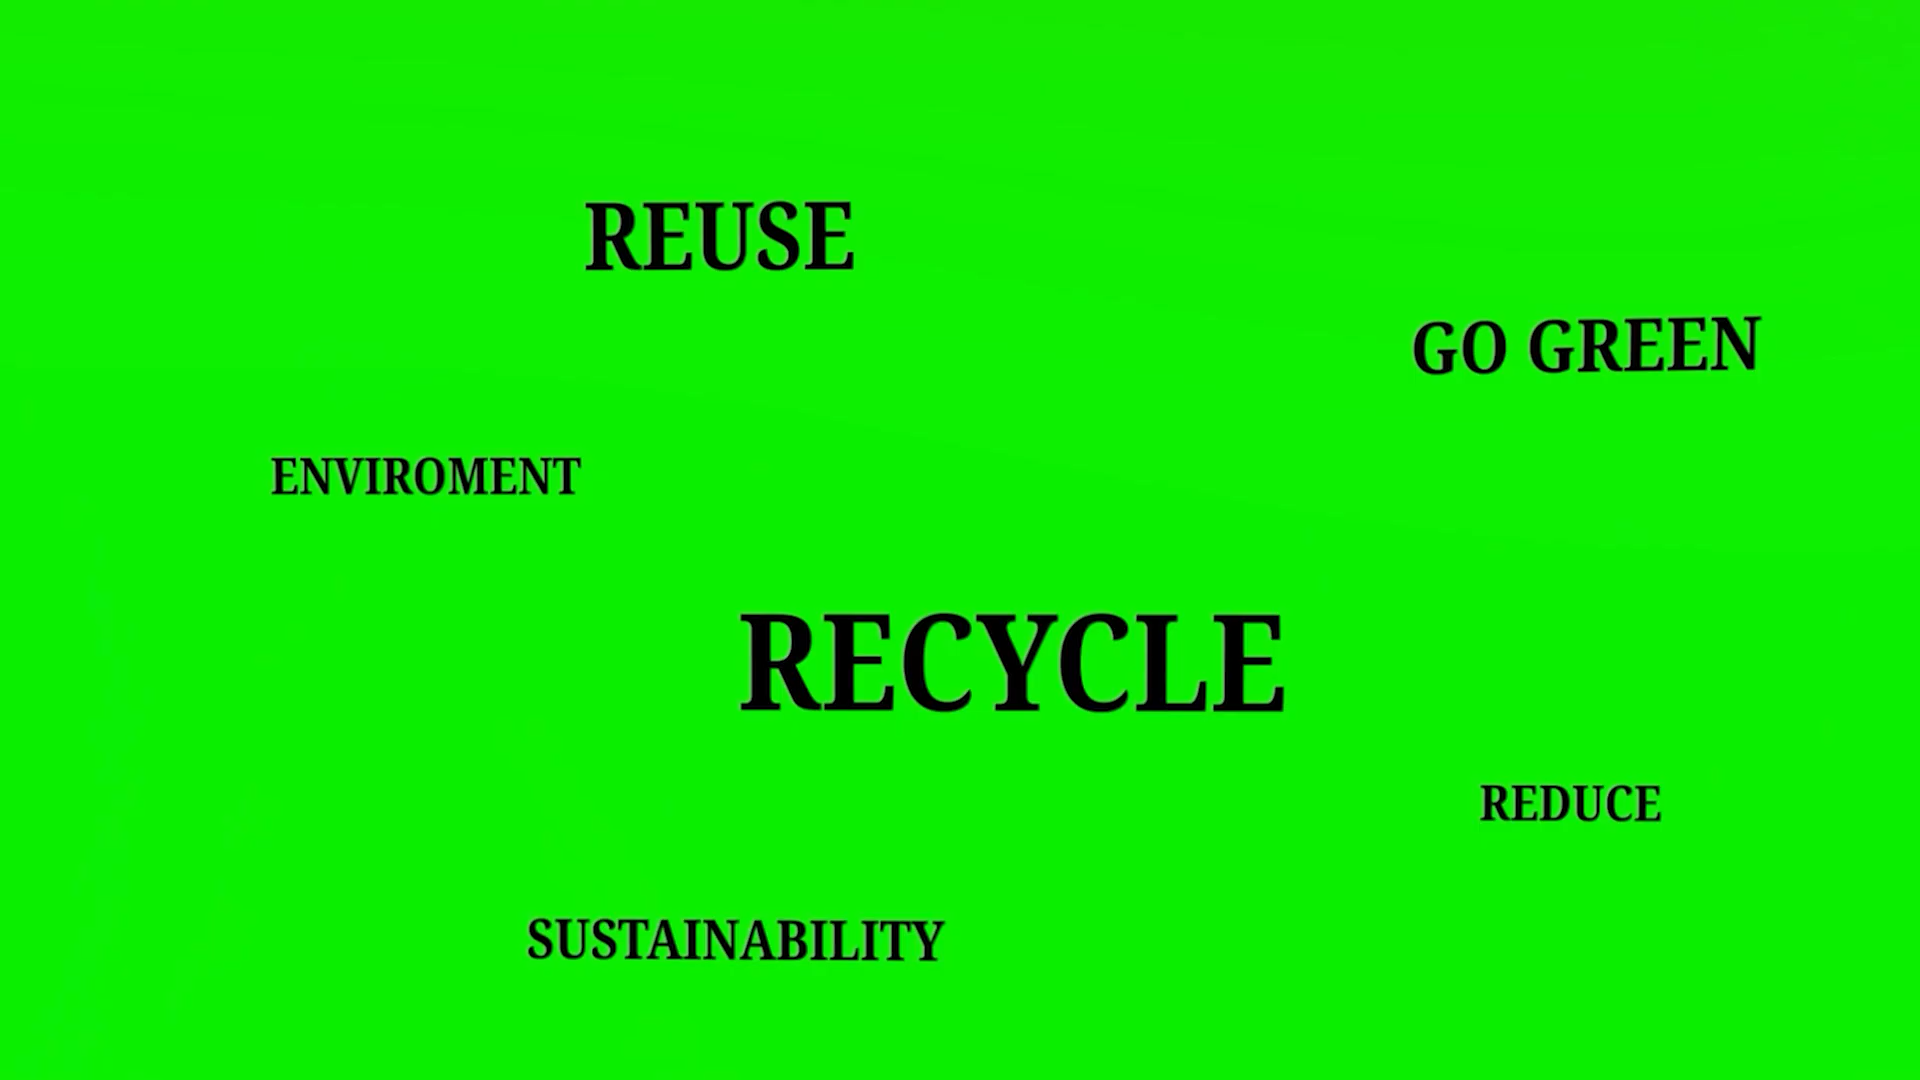 REUSE
GO GREEN
ENVIROMENT
RECYCLE
REDUCE
SUSTAINABILITY